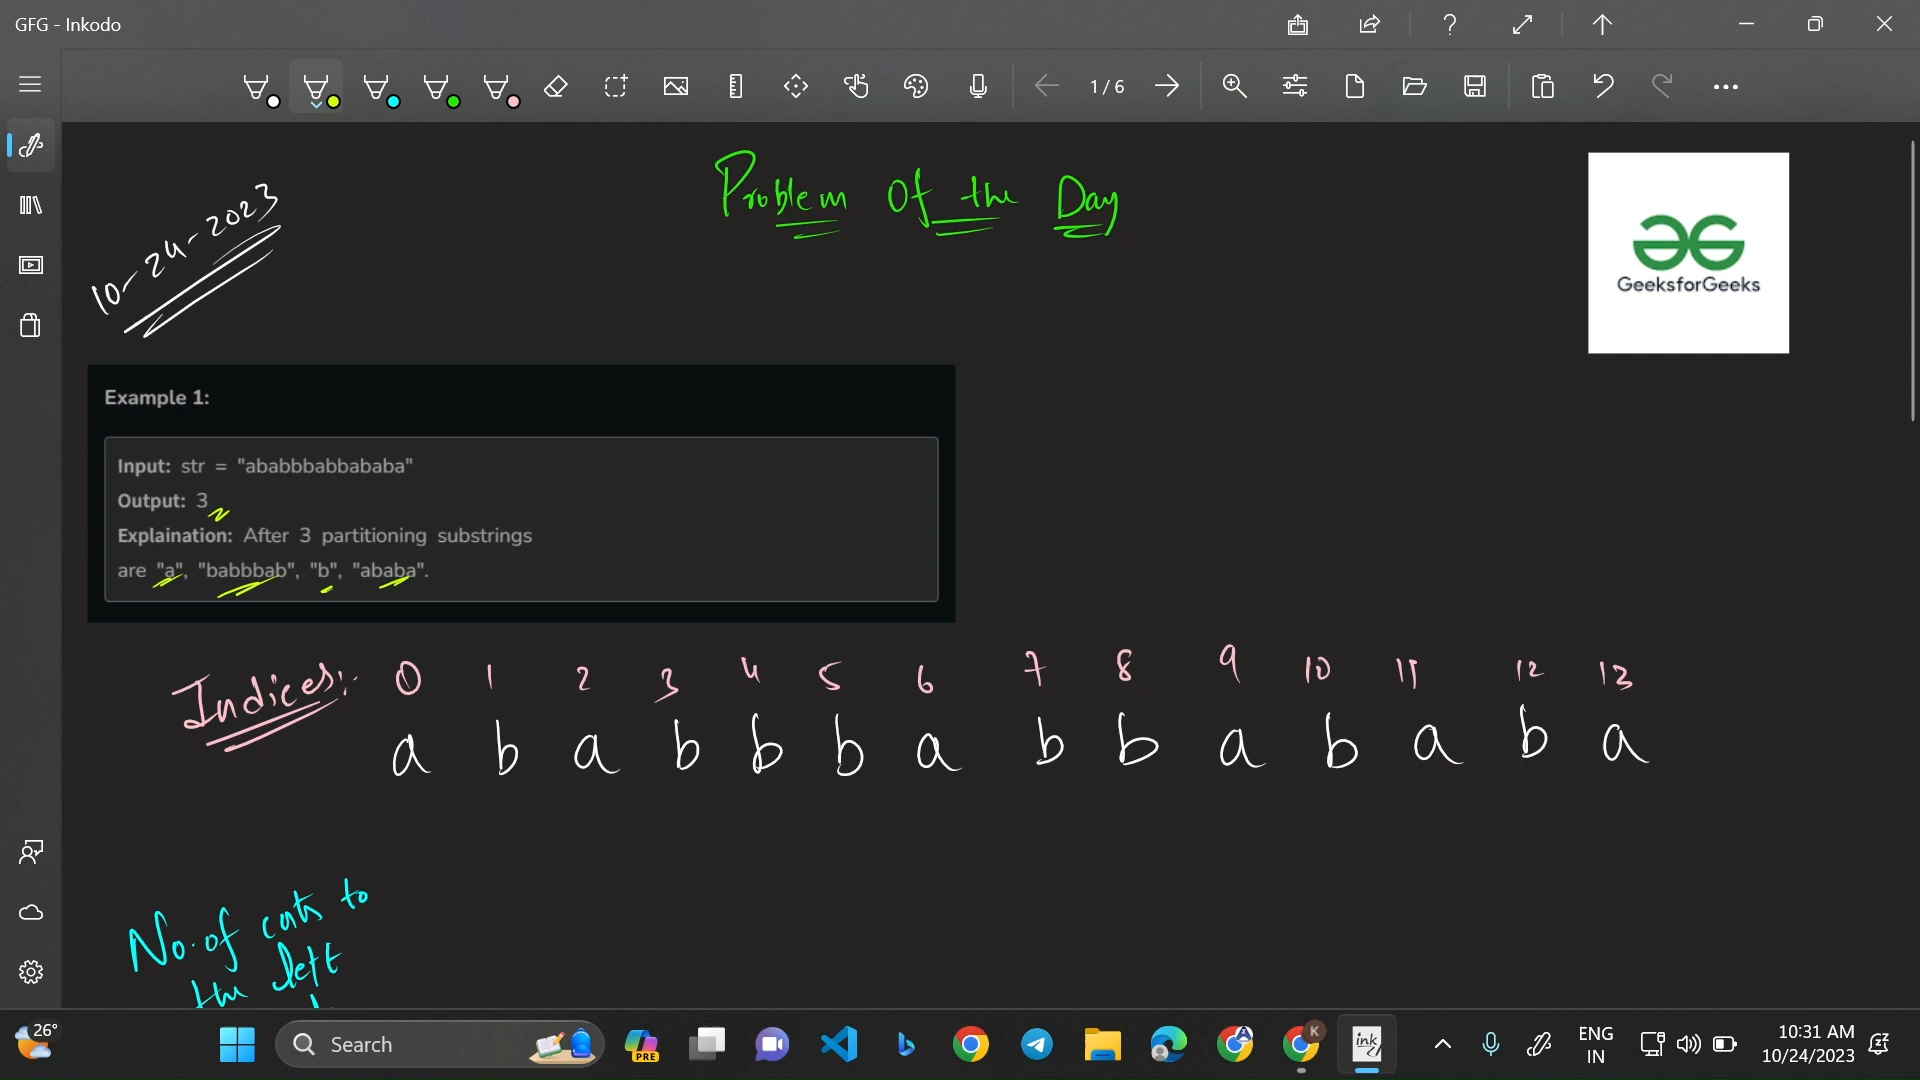 GFG - Inkodo
1 / 6
Problem Of the Day
10-24-2023
GeeksforGeeks
Example 1:
Input: str = "ababbbabbababa"
Output: 3
Explaination: After 3 partitioning substrings
are "a", "babbbab", "b", "ababa".
Indices: 0 1 2 3 4 5 6 7 8 9 10 11 12 13
a b a b b b a b b a b a b a
No. of cuts to
the left
26°
Search
PRE
K
ink
ENG
IN
10:31 AM
10/24/2023